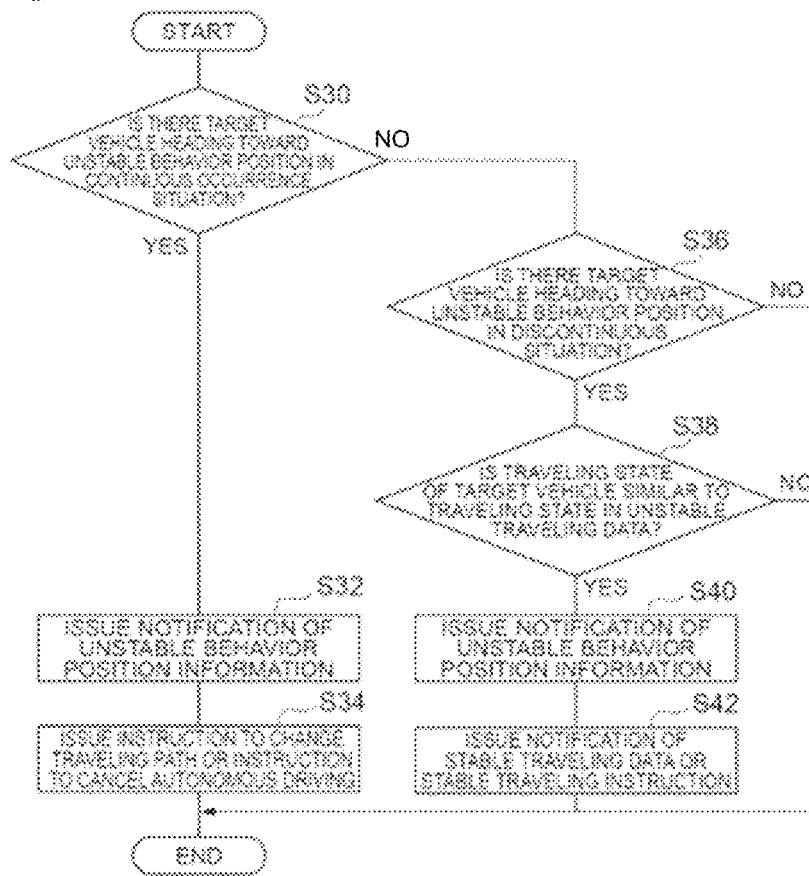 START
S30
IS THERE TARGET
VEHICLE HEADING TOWARD
UNSTABLE BEHAVIOR POSITION IN
CONTINUOUS OCCURRENCE
SITUATION?
NO
YES
S36
IS THERE TARGET
VEHICLE HEADING TOWARD
UNSTABLE BEHAVIOR POSITION
IN DISCONTINUOUS
SITUATION?
NO
YES
S38
IS TRAVELING STATE
OF TARGET VEHICLE SIMILAR TO
TRAVELING STATE IN UNSTABLE
TRAVELING DATA?
NO
YES
S32
ISSUE NOTIFICATION OF
UNSTABLE BEHAVIOR
POSITION INFORMATION
S40
ISSUE NOTIFICATION OF
UNSTABLE BEHAVIOR
POSITION INFORMATION
S34
ISSUE INSTRUCTION TO CHANGE
TRAVELING PATH OR INSTRUCTION
TO CANCEL AUTONOMOUS DRIVING
S42
ISSUE NOTIFICATION OF
STABLE TRAVELING DATA OR
STABLE TRAVELING INSTRUCTION
END